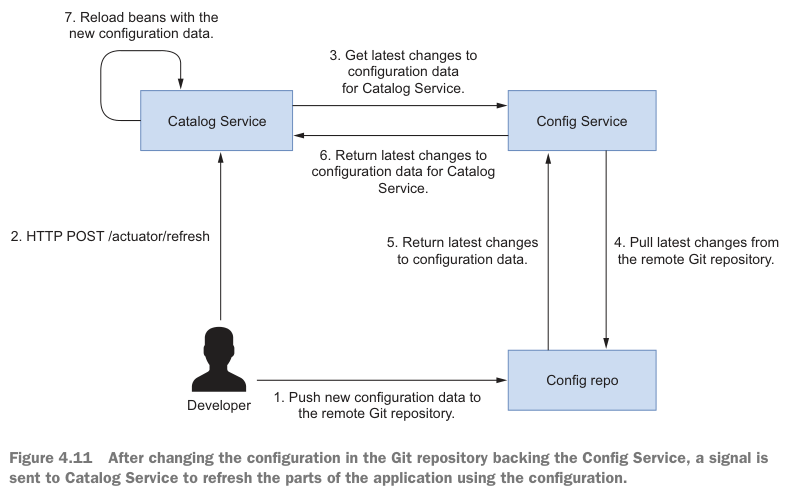 7. Reload beans with the
new configuration data.
3. Get latest changes to
configuration data
for Catalog Service.
Catalog Service
Config Service
6. Return latest changes to
configuration data for Catalog
Service.
2. HTTP POST /actuator/refresh
5. Return latest changes
to configuration data.
4. Pull latest changes from
the remote Git repository.
Developer
1. Push new configuration data to
the remote Git repository.
Config repo
Figure 4.11 After changing the configuration in the Git repository backing the Config Service, a signal is
sent to Catalog Service to refresh the parts of the application using the configuration.